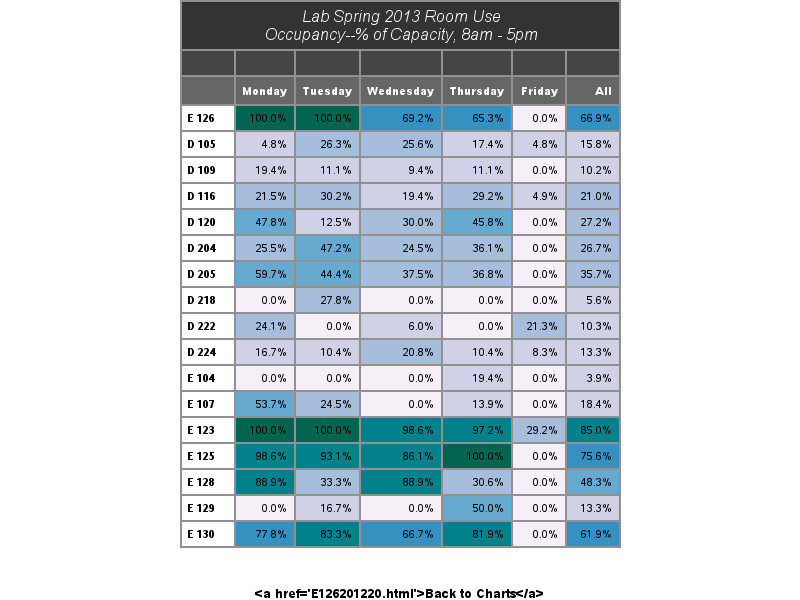 Lab Spring 2013 Room Use
Occupancy--% of Capacity, 8am - 5pm
Monday Tuesday Wednesday Thursday Friday All
E 126 100.0% 100.0% 69.2% 65.3% 0.0% 66.9%
D 105 4.8% 26.3% 25.6% 17.4% 4.8% 15.8%
D 109 19.4% 11.1% 9.4% 11.1% 0.0% 10.2%
D 116 21.5% 30.2% 19.4% 29.2% 4.9% 21.0%
D 120 47.8% 12.5% 30.0% 45.8% 0.0% 27.2%
D 204 25.5% 47.2% 24.5% 36.1% 0.0% 26.7%
D 205 59.7% 44.4% 37.5% 36.8% 0.0% 35.7%
D 218 0.0% 27.8% 0.0% 0.0% 0.0% 5.6%
D 222 24.1% 0.0% 6.0% 0.0% 21.3% 10.3%
D 224 16.7% 10.4% 20.8% 10.4% 8.3% 13.3%
E 104 0.0% 0.0% 0.0% 19.4% 0.0% 3.9%
E 107 53.7% 24.5% 0.0% 13.9% 0.0% 18.4%
E 123 100.0% 100.0% 98.6% 97.2% 29.2% 85.0%
E 125 98.6% 93.1% 86.1% 100.0% 0.0% 75.6%
E 128 88.9% 33.3% 88.9% 30.6% 0.0% 48.3%
E 129 0.0% 16.7% 0.0% 50.0% 0.0% 13.3%
E 130 77.8% 83.3% 66.7% 81.9% 0.0% 61.9%
<a href='E126201220.html'>Back to Charts</a>